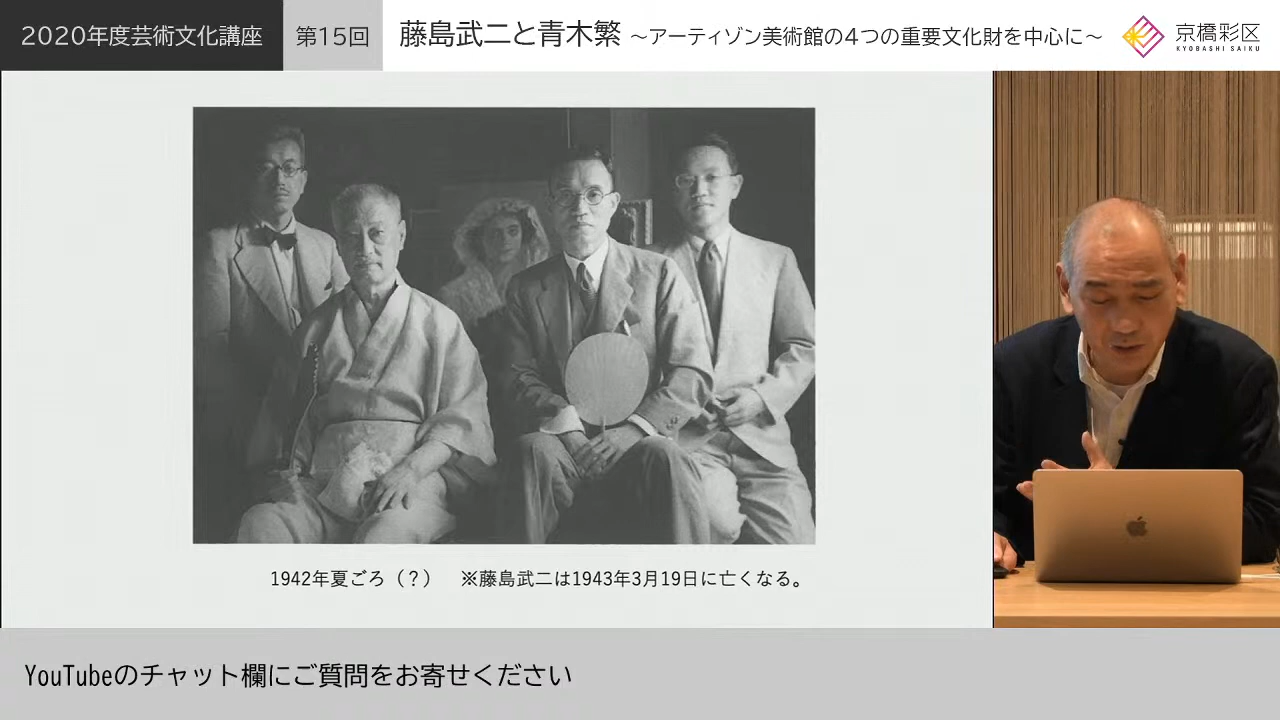 2020年度芸術文化講座
第15回
藤島武二と青木繁 ~アーティゾン美術館の4つの重要文化財を中心に~
京橋彩区
KYOBASHI SAIKU
1942年夏ごろ(?) ※藤島武二は1943年3月19日に亡くなる。
YouTubeのチャット欄にご質問をお寄せください